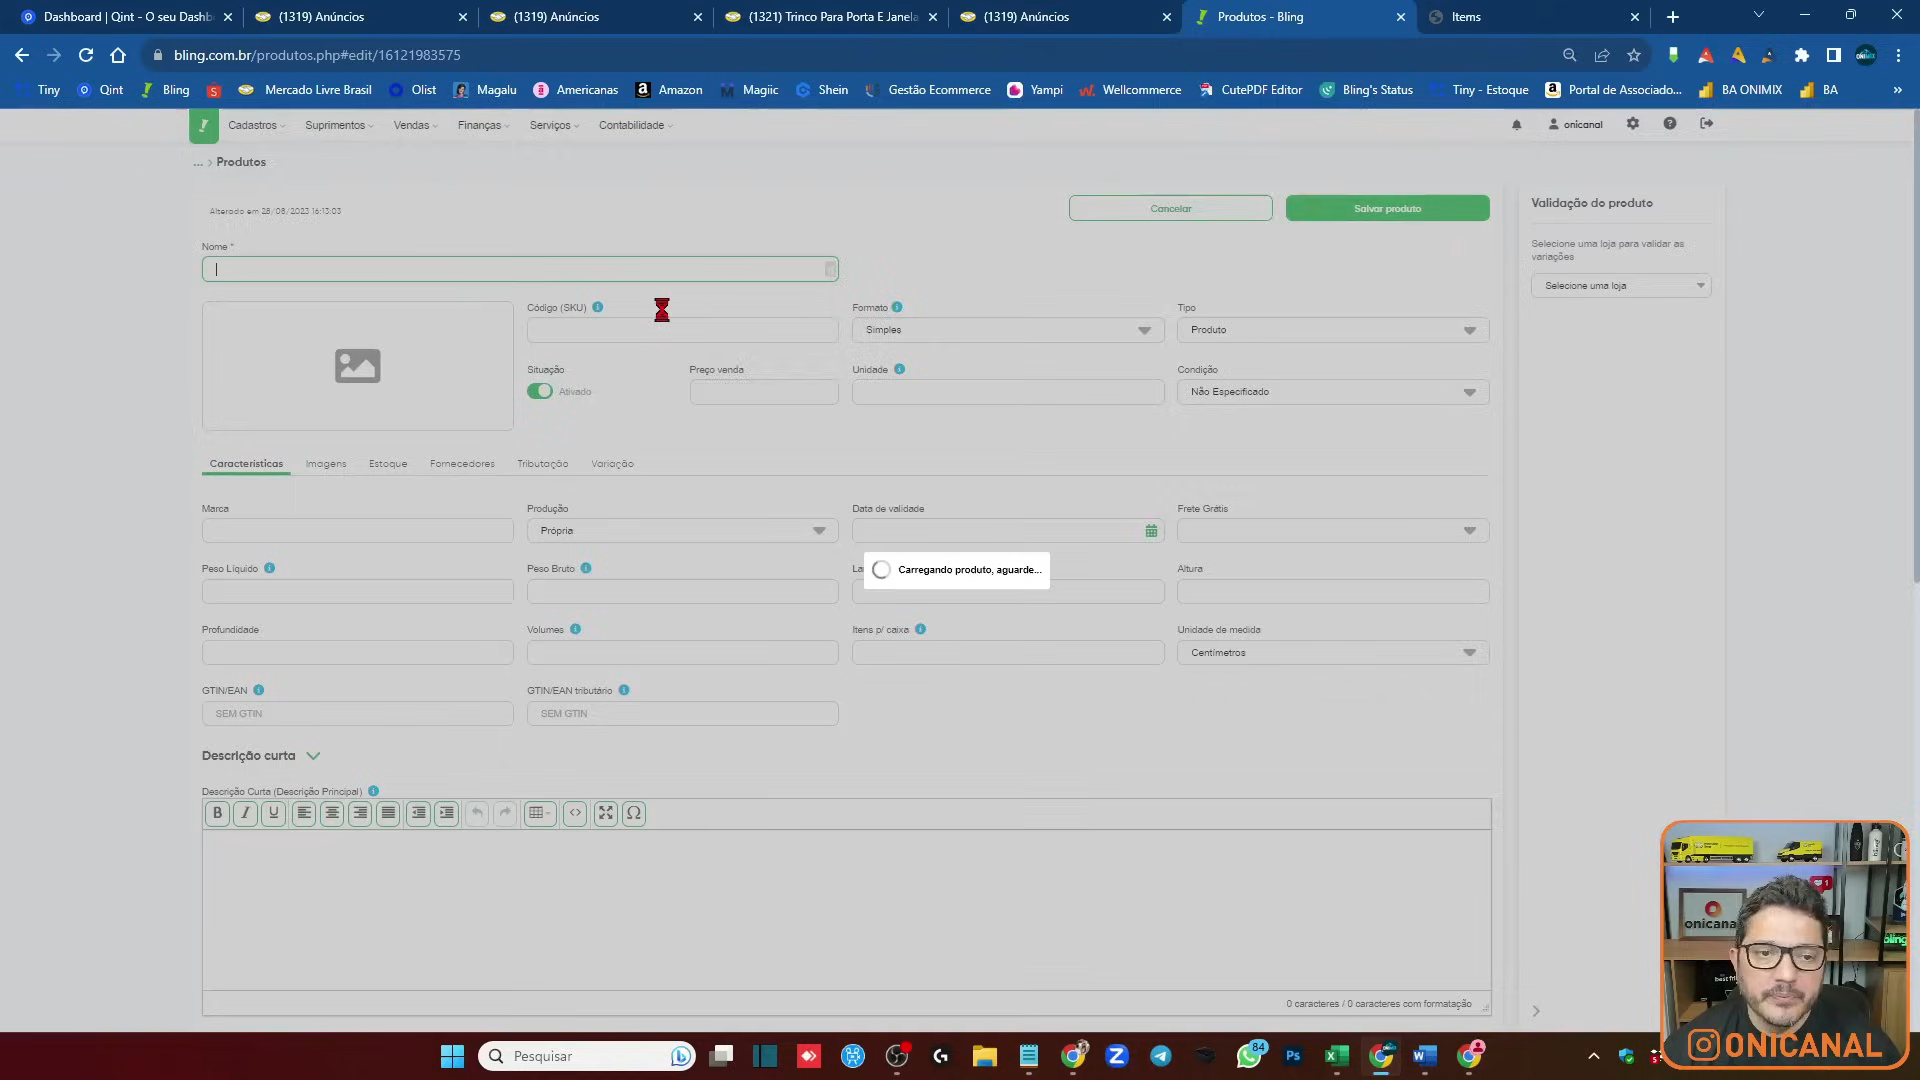 Dashboard | Qint - O seu Dashb
(1319) Anúncios
(1319) Anúncios
(1321) Trinco Para Porta E Janela
(1319) Anúncios
Produtos - Bling
Items
bling.com.br/produtos.php#edit/16121983575
Tiny
Qint
Bling
Mercado Livre Brasil
Olist
Magalu
Americanas
Amazon
Magiic
Shein
Gestão Ecommerce
Yampi
Wellcommerce
CutePDF Editor
Bling's Status
Tiny - Estoque
Portal de Associado...
BA ONIMIX
BA
Cadastros
Suprimentos
Vendas
Finanças
Serviços
Contabilidade
onicanal
... > Produtos
Alterado em 28/08/2023 16:13:03
Cancelar
Salvar produto
Validação do produto
Selecione uma loja para validar as
variações
Selecione uma loja
Nome *
Código (SKU)
Formato
Tipo
Simples
Produto
Situação
Preço venda
Unidade
Condição
Ativado
Não Especificado
Características
Imagens
Estoque
Fornecedores
Tributação
Variação
Marca
Produção
Data de validade
Frete Grátis
Própria
Peso Líquido
Peso Bruto
La
Altura
Carregando produto, aguarde...
Profundidade
Volumes
Itens p/ caixa
Unidade de medida
Centímetros
GTIN/EAN
GTIN/EAN tributário
SEM GTIN
SEM GTIN
Descrição curta
Descrição Curta (Descrição Principal)
B I U
0 caracteres / 0 caracteres com formatação
onicanal
bling
best fri
ONICANAL
Pesquisar
84